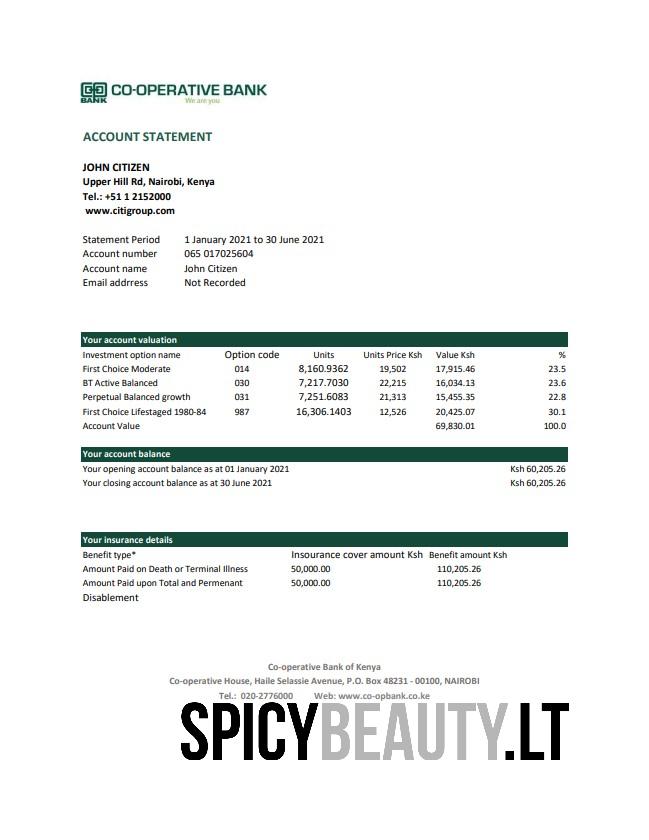 CO-OPERATIVE BANK
BANK
We are you
ACCOUNT STATEMENT
JOHN CITIZEN
Upper Hill Rd, Nairobi, Kenya
Tel.: +51 1 2152000
www.citigroup.com
Statement Period 1 January 2021 to 30 June 2021
Account number 065 017025604
Account name John Citizen
Email addrress Not Recorded
Your account valuation
Investment option name Option code Units Units Price Ksh Value Ksh %
First Choice Moderate 014 8,160.9362 19,502 17,915.46 23.5
BT Active Balanced 030 7,217.7030 22,215 16,034.13 23.6
Perpetual Balanced growth 031 7,251.6083 21,313 15,455.35 22.8
First Choice Lifestaged 1980-84 987 16,306.1403 12,526 20,425.07 30.1
Account Value 69,830.01 100.0
Your account balance
Your opening account balance as at 01 January 2021 Ksh 60,205.26
Your closing account balance as at 30 June 2021 Ksh 60,205.26
Your insurance details
Benefit type* Insourance cover amount Ksh Benefit amount Ksh
Amount Paid on Death or Terminal Illness 50,000.00 110,205.26
Amount Paid upon Total and Permenant 50,000.00 110,205.26
Disablement
Co-operative Bank of Kenya
Co-operative House, Haile Selassie Avenue, P.O. Box 48231 - 00100, NAIROBI
Tel.: 020-2776000 Web: www.co-opbank.co.ke
SPICYBEAUTY.LT